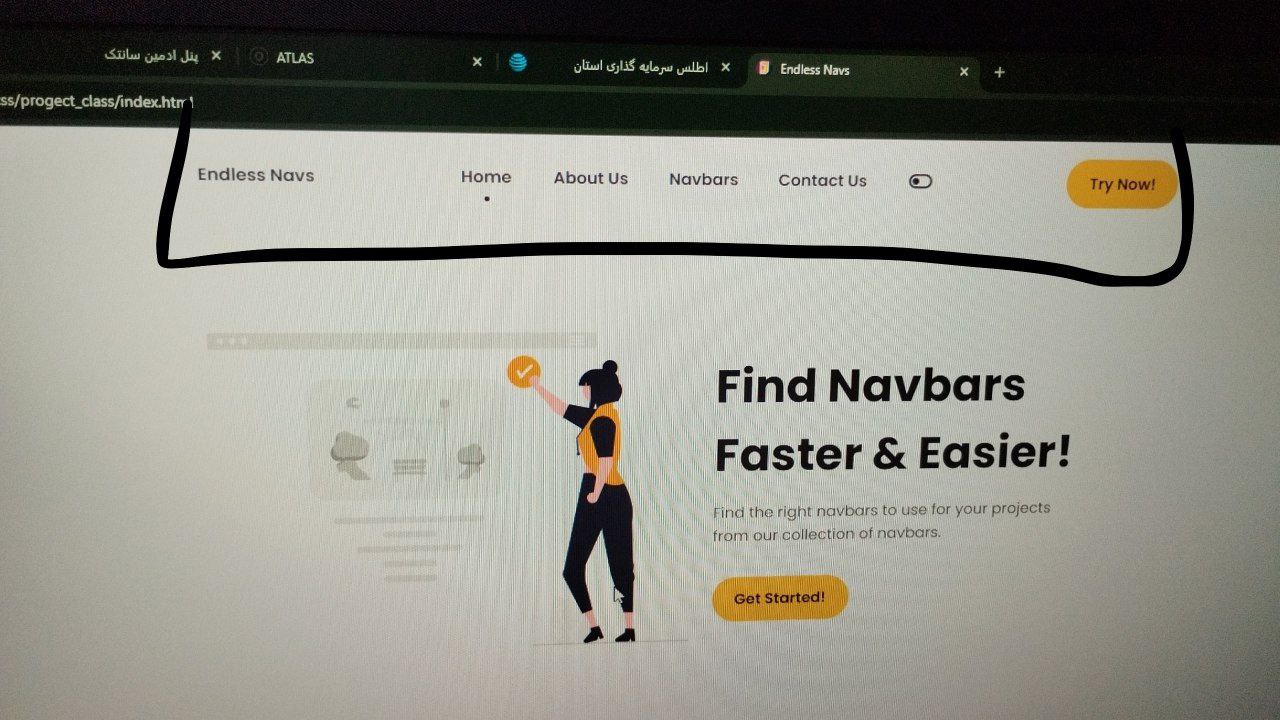 پنل ادمین سانتک
ATLAS
اطلس سرمایه گذاری استان
Endless Navs
ss/progect_class/index.html
Endless Navs
Home
About Us
Navbars
Contact Us
Try Now!
Find Navbars
Faster & Easier!
Find the right navbars to use for your projects
from our collection of navbars.
Get Started!